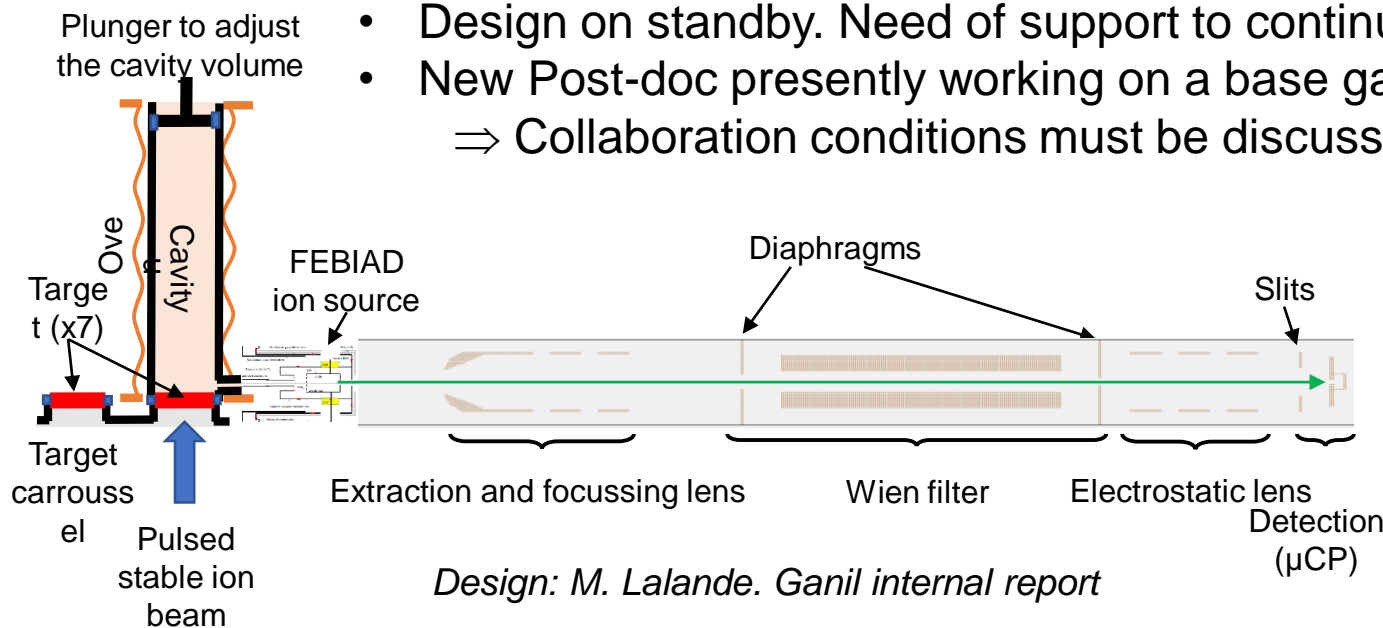 Plunger to adjust
the cavity volume
• Design on standby. Need of support to continu
• New Post-doc presently working on a base ga
⇒ Collaboration conditions must be discuss
Ove
Cavity
Targe
t (x7)
FEBIAD
ion source
Diaphragms
Slits
Target
carrouss
el
Pulsed
stable ion
beam
Extraction and focussing lens
Wien filter
Electrostatic lens
Detection
(µCP)
Design: M. Lalande. Ganil internal report